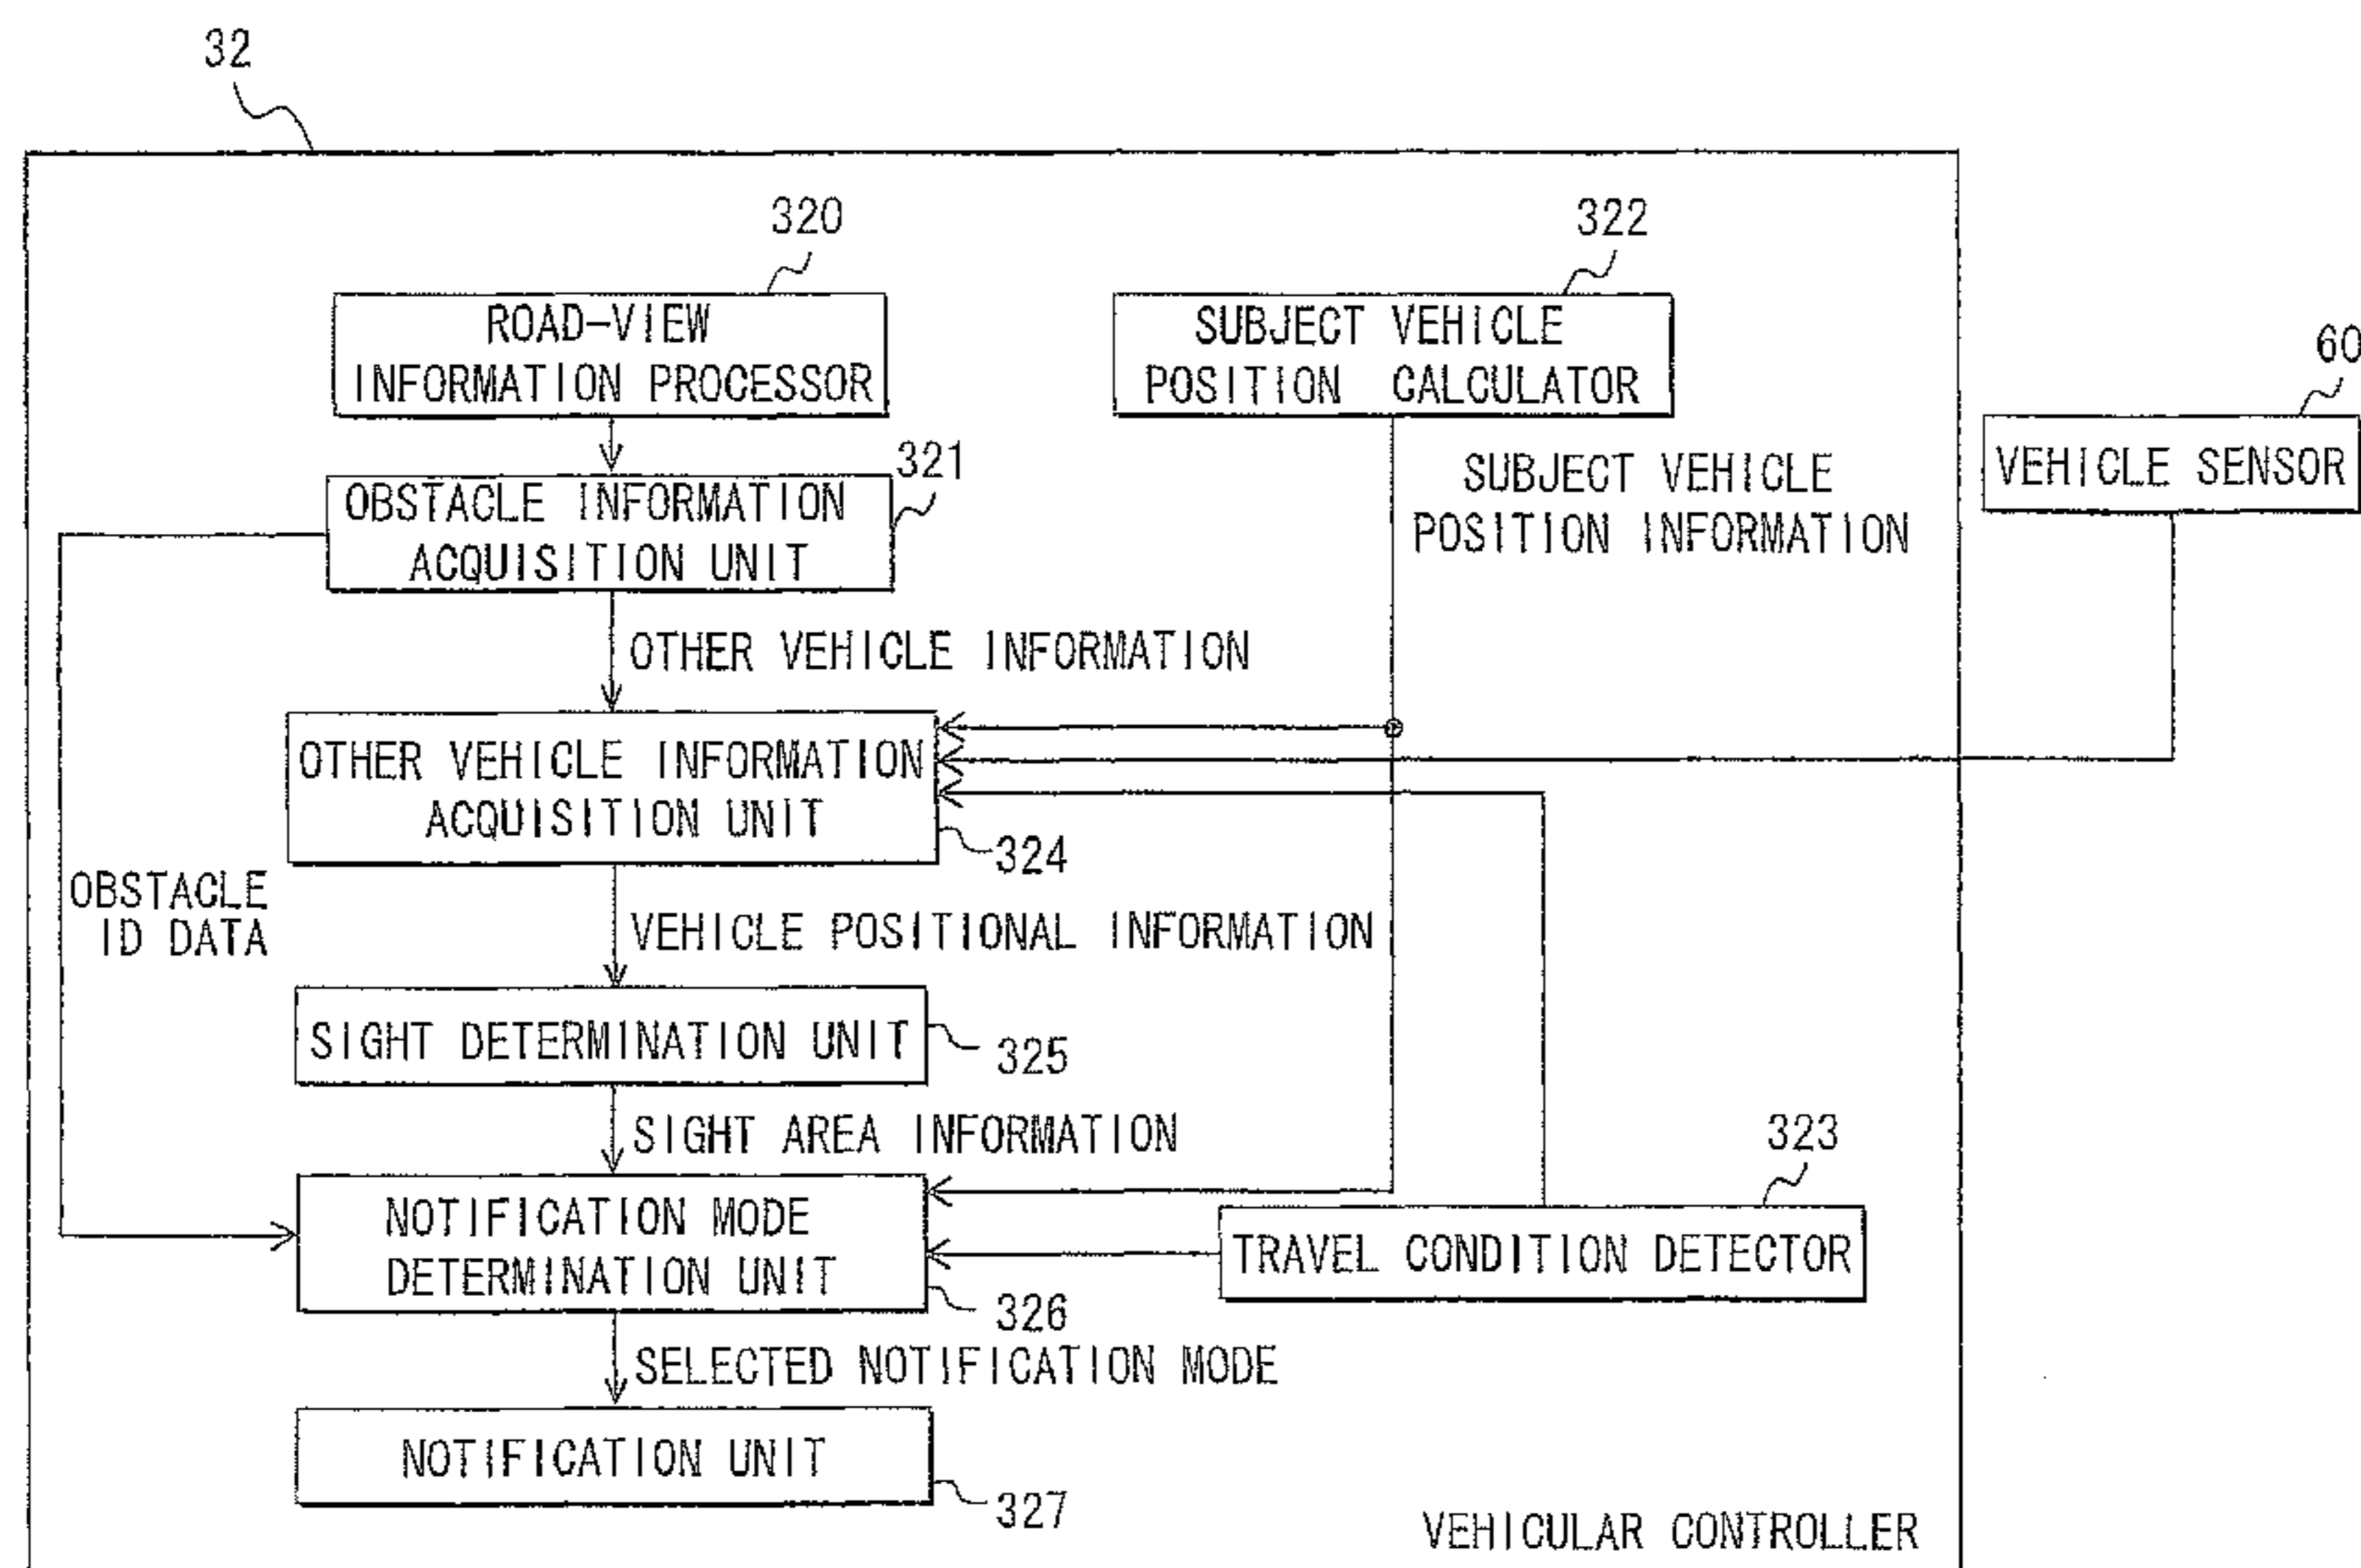 32
320
322
ROAD-VIEW
INFORMATION PROCESSOR
SUBJECT VEHICLE
POSITION CALCULATOR
60
VEHICLE SENSOR
321
OBSTACLE INFORMATION
ACQUISITION UNIT
SUBJECT VEHICLE
POSITION INFORMATION
OTHER VEHICLE INFORMATION
OTHER VEHICLE INFORMATION
ACQUISITION UNIT
324
OBSTACLE
ID DATA
VEHICLE POSITIONAL INFORMATION
SIGHT DETERMINATION UNIT
325
SIGHT AREA INFORMATION
323
NOTIFICATION MODE
DETERMINATION UNIT
326
TRAVEL CONDITION DETECTOR
SELECTED NOTIFICATION MODE
NOTIFICATION UNIT
327
VEHICULAR CONTROLLER